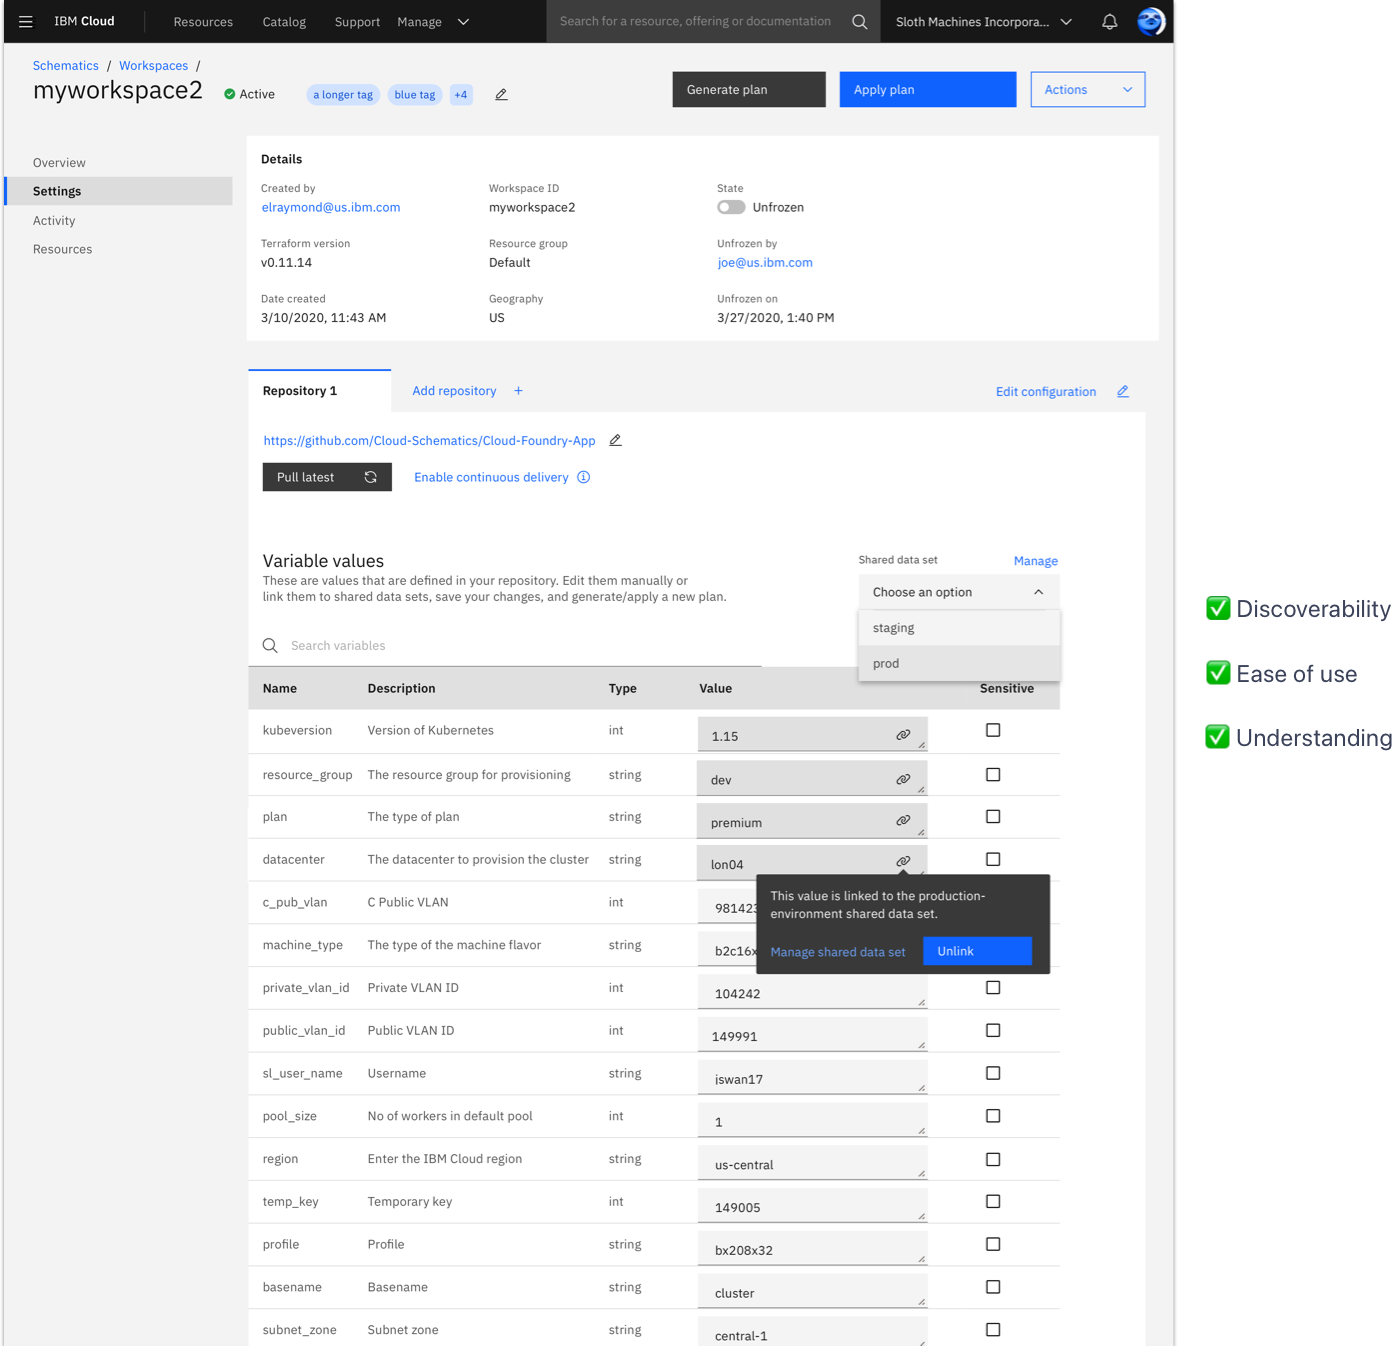 IBM Cloud
Resources
Catalog
Support
Manage
Search for a resource, offering or documentation
Sloth Machines Incorpora...
Schematics / Workspaces /
myworkspace2
Active
a longer tag
blue tag
+4
Generate plan
Apply plan
Actions
Overview
Settings
Activity
Resources
Details
Created by
Workspace ID
State
elraymond@us.ibm.com
myworkspace2
Unfrozen
Terraform version
Resource group
Unfrozen by
v0.11.14
Default
joe@us.ibm.com
Date created
Geography
Unfrozen on
3/10/2020, 11:43 AM
US
3/27/2020, 1:40 PM
Repository 1
Add repository +
Edit configuration
https://github.com/Cloud-Schematics/Cloud-Foundry-App
Pull latest
Enable continuous delivery
Variable values
These are values that are defined in your repository. Edit them manually or
link them to shared data sets, save your changes, and generate/apply a new plan.
Shared data set
Manage
Choose an option
staging
prod
Search variables
Name Description Type Value Sensitive
kubeversion Version of Kubernetes int 1.15
resource_group The resource group for provisioning string dev
plan The type of plan string premium
datacenter The datacenter to provision the cluster string lon04
c_pub_vlan C Public VLAN int 981423
machine_type The type of the machine flavor string b2c16x
This value is linked to the production-
environment shared data set.
Manage shared data set
Unlink
private_vlan_id Private VLAN ID int 104242
public_vlan_id Public VLAN ID int 149991
sl_user_name Username string jswan17
pool_size No of workers in default pool int 1
region Enter the IBM Cloud region string us-central
temp_key Temporary key int 149005
profile Profile string bx208x32
basename Basename string cluster
subnet_zone Subnet zone string central-1
✅ Discoverability
✅ Ease of use
✅ Understanding